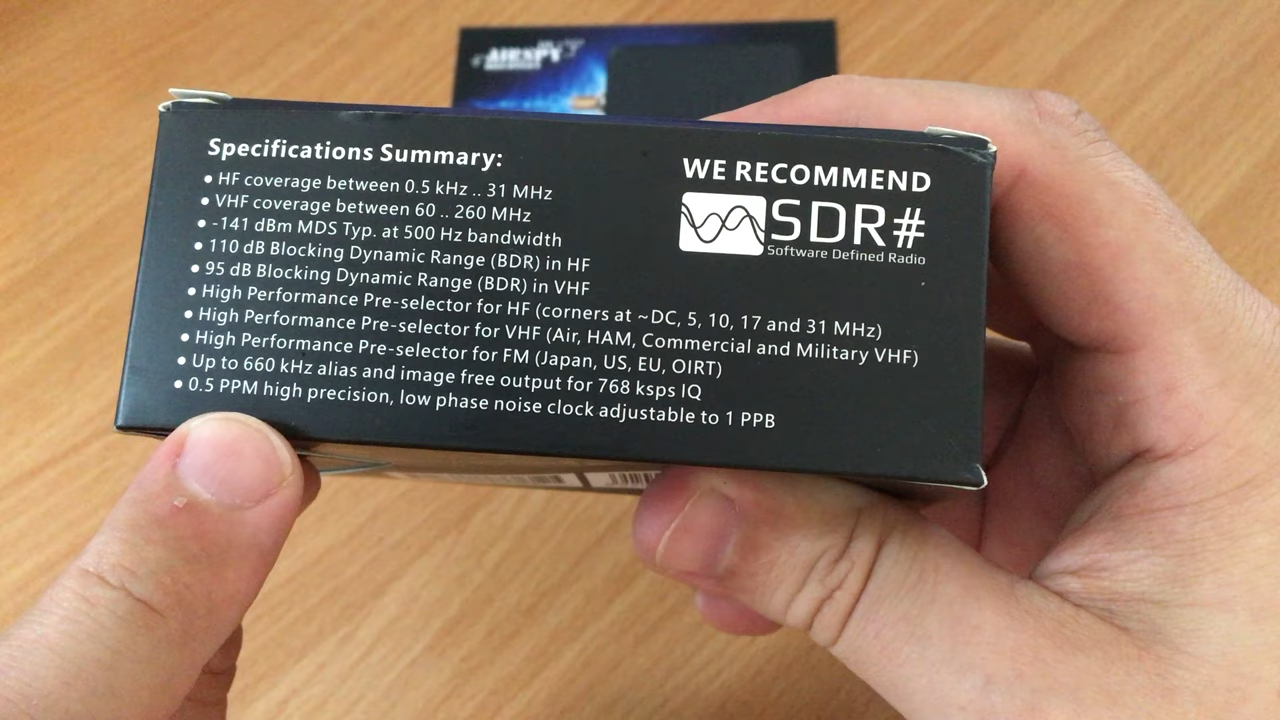 AIRSPY
Specifications Summary:
• HF coverage between 0.5 kHz .. 31 MHz
• VHF coverage between 60 .. 260 MHz
• -141 dBm MDS Typ. at 500 Hz bandwidth
• 110 dB Blocking Dynamic Range (BDR) in HF
• 95 dB Blocking Dynamic Range (BDR) in VHF
• High Performance Pre-selector for HF (corners at ~DC, 5, 10, 17 and 31 MHz)
• High Performance Pre-selector for VHF (Air, HAM, Commercial and Military VHF)
• High Performance Pre-selector for FM (Japan, US, EU, OIRT)
• Up to 660 kHz alias and image free output for 768 ksps IQ
• 0.5 PPM high precision, low phase noise clock adjustable to 1 PPB
WE RECOMMEND
SDR#
Software Defined Radio